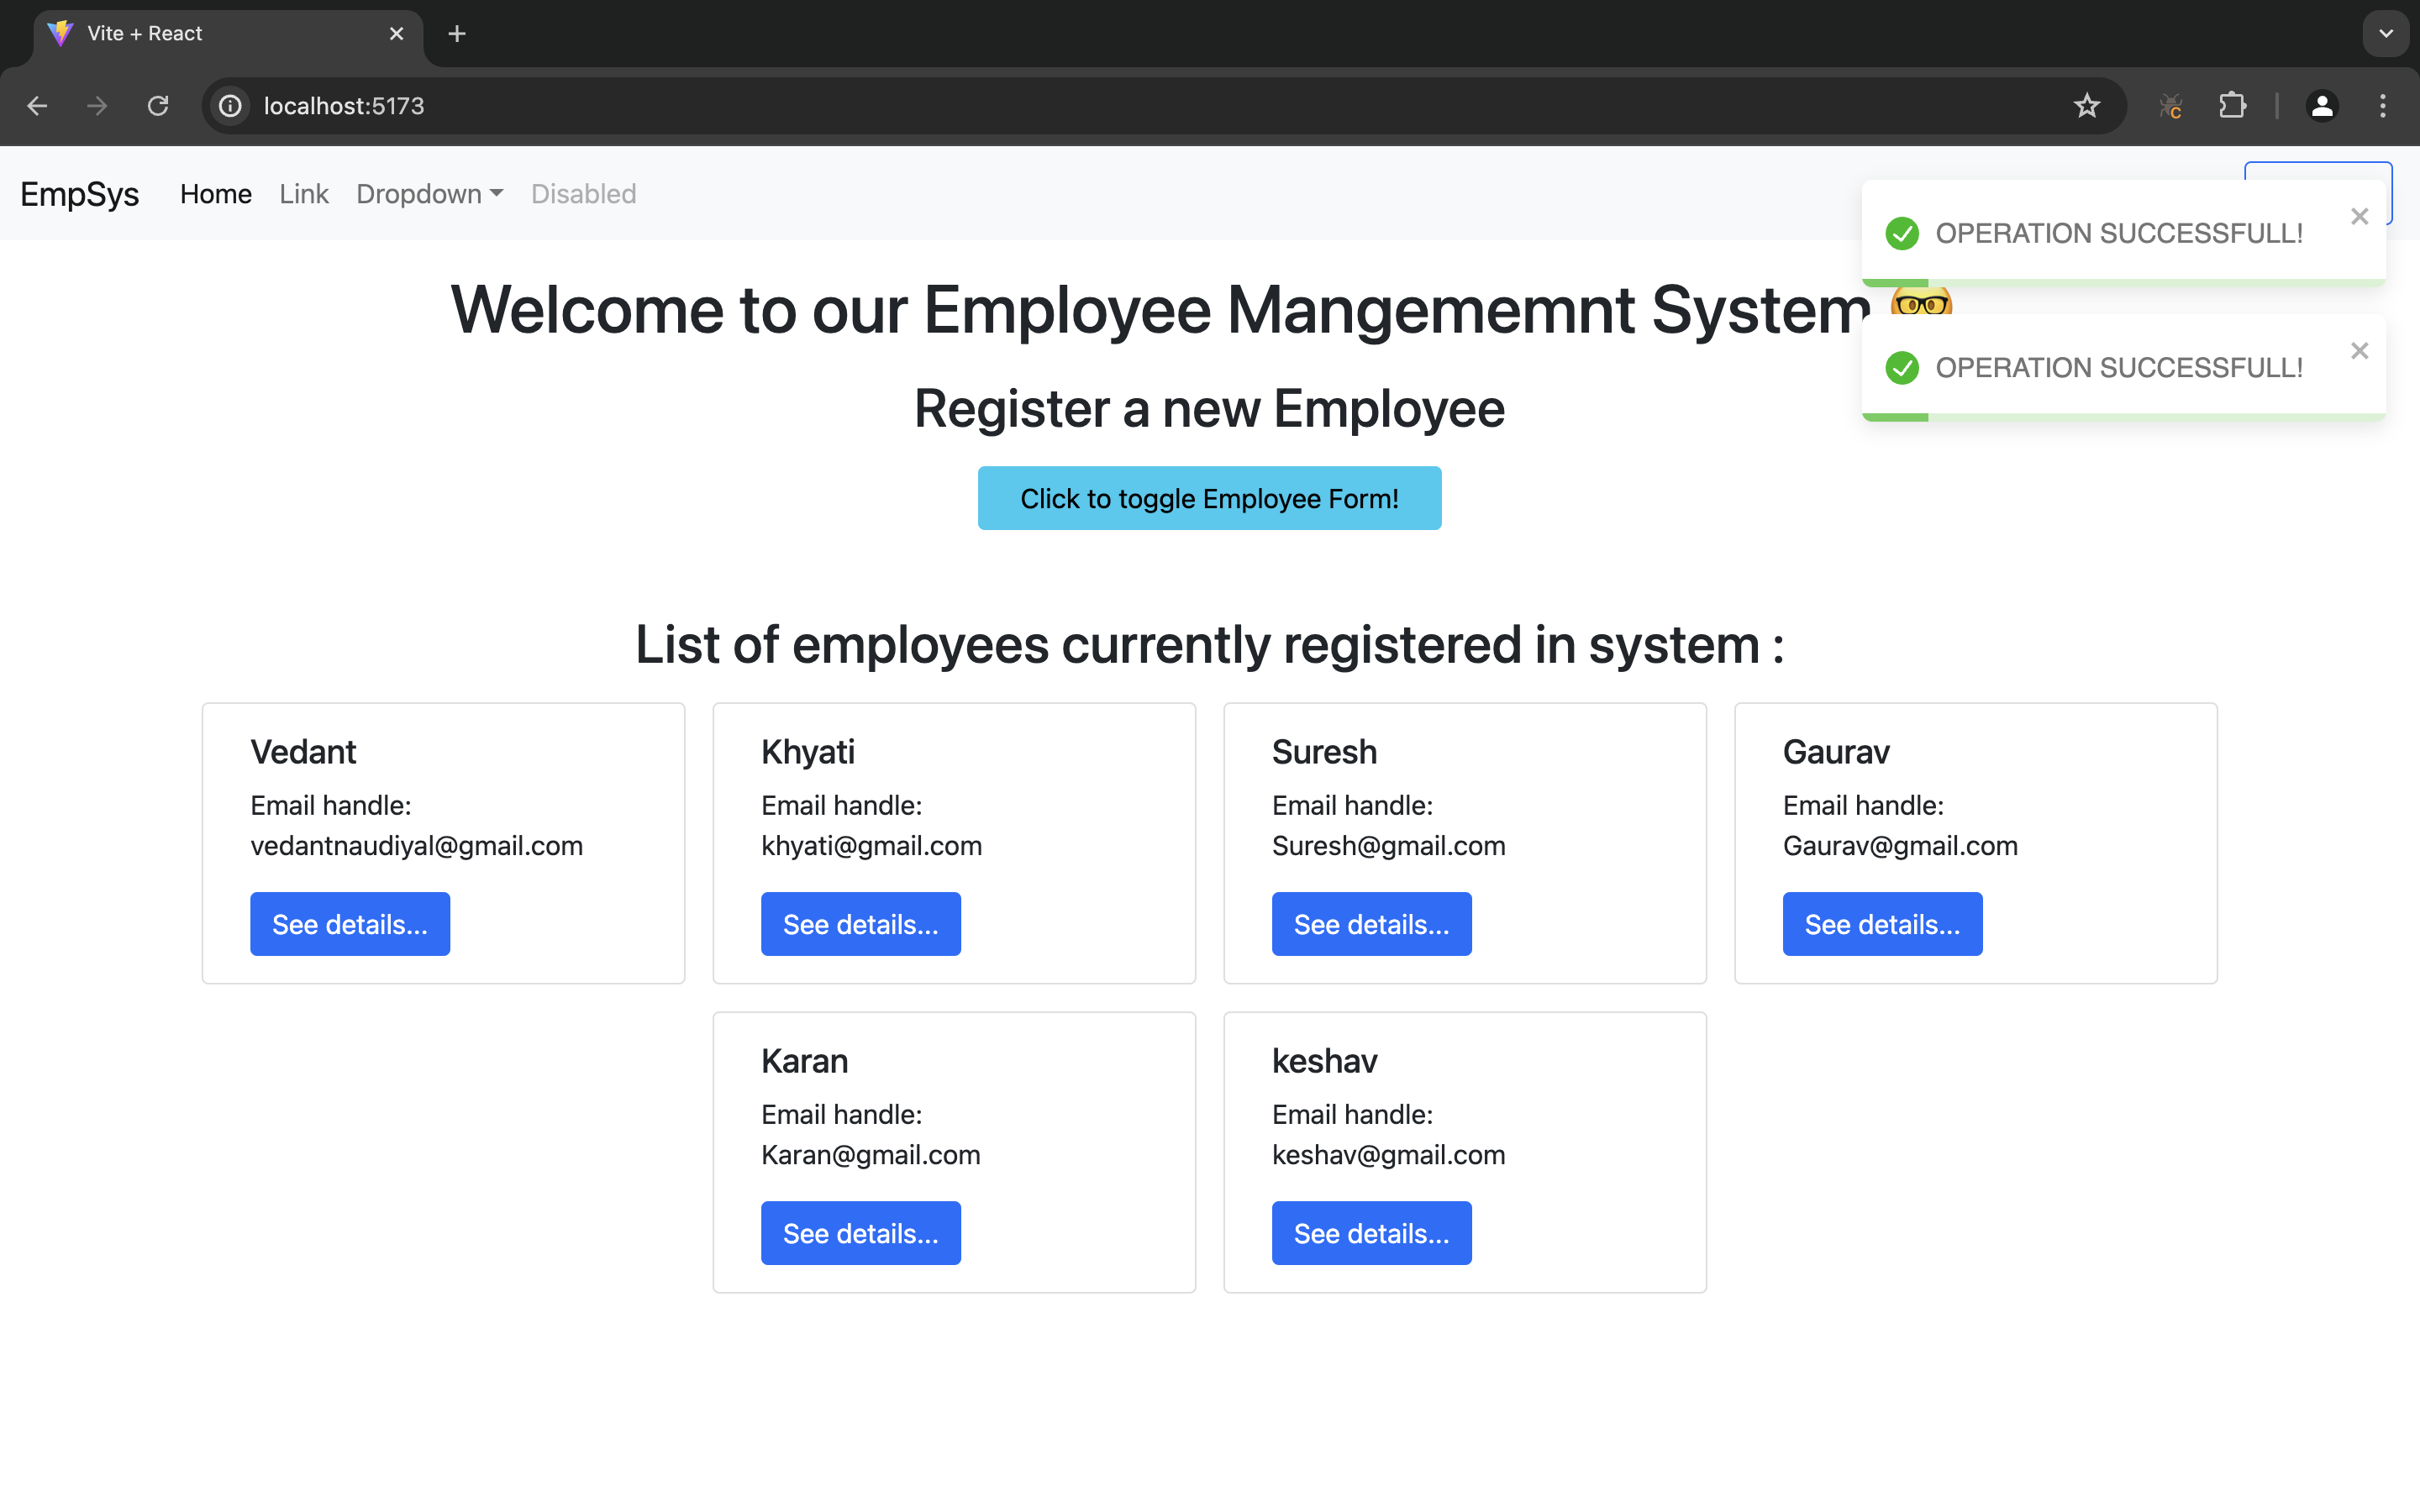 Vite + React
localhost:5173
EmpSys Home Link Dropdown Disabled
OPERATION SUCCESSFULL!
Welcome to our Employee Mangememnt System 🤓
OPERATION SUCCESSFULL!
Register a new Employee
Click to toggle Employee Form!
List of employees currently registered in system :
Vedant
Email handle:
vedantnaudiyal@gmail.com
See details...
Khyati
Email handle:
khyati@gmail.com
See details...
Suresh
Email handle:
Suresh@gmail.com
See details...
Gaurav
Email handle:
Gaurav@gmail.com
See details...
Karan
Email handle:
Karan@gmail.com
See details...
keshav
Email handle:
keshav@gmail.com
See details...